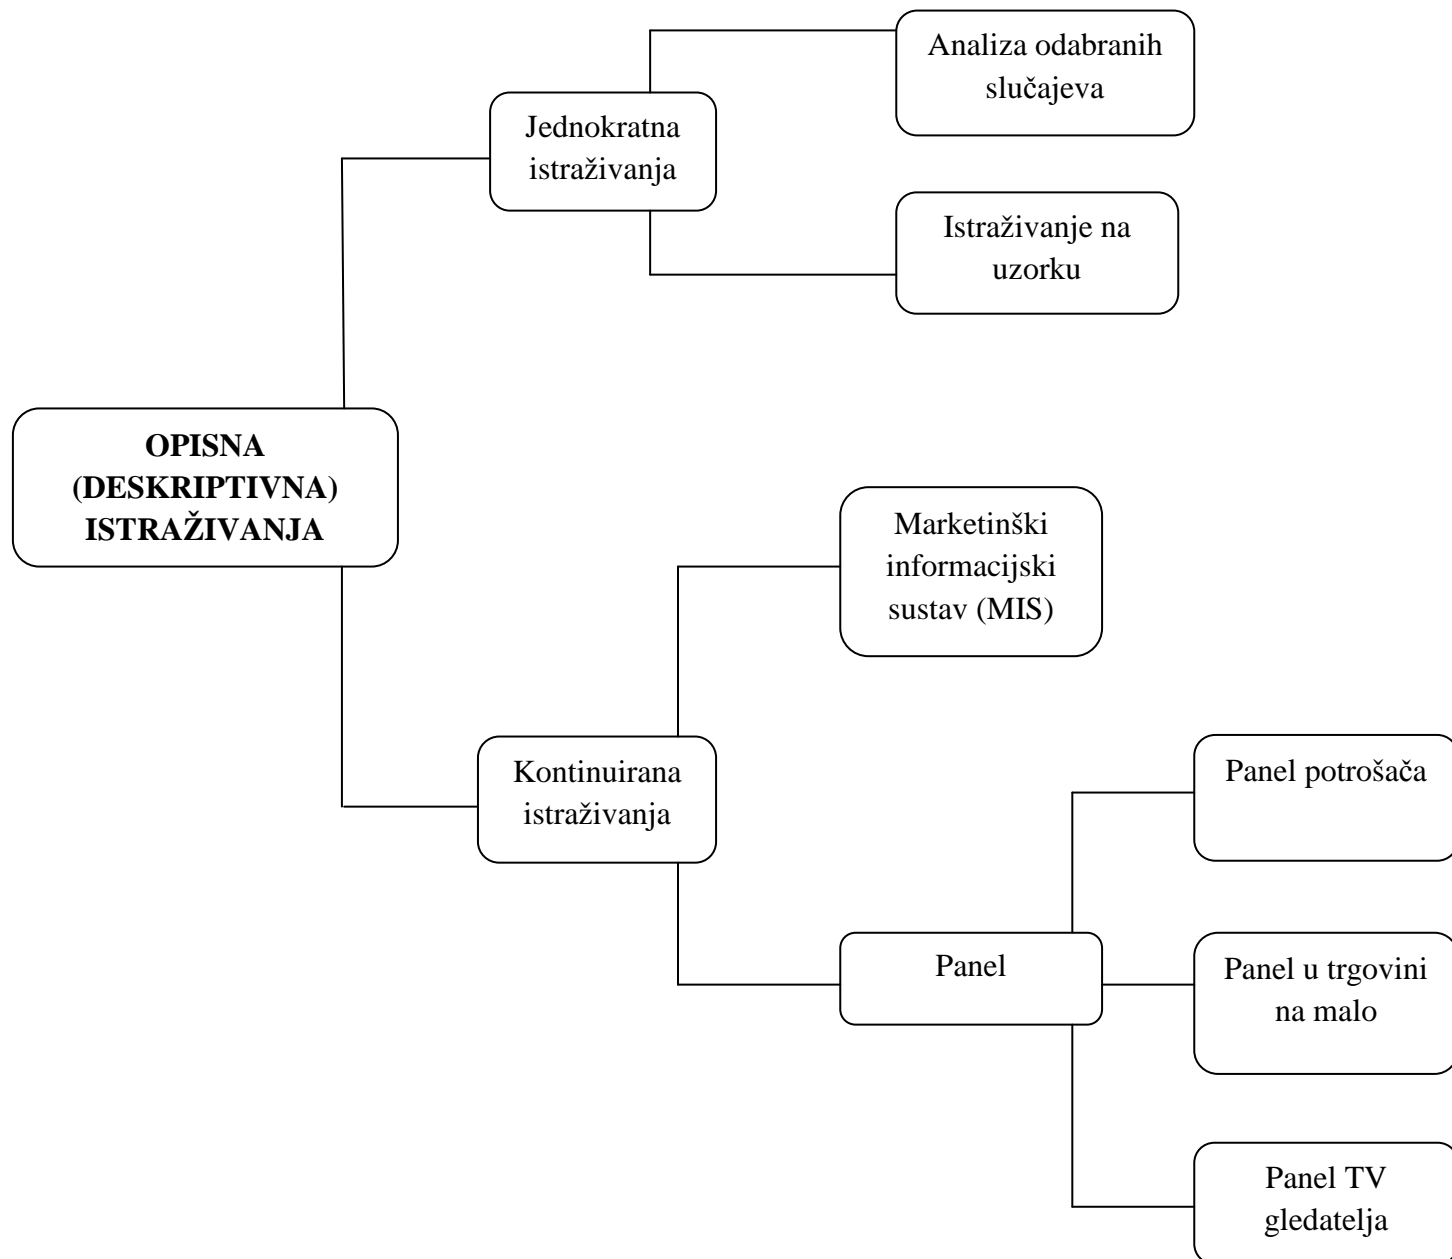 Analiza odabranih
slučajeva
Jednokratna
istraživanja
Istraživanje na
uzorku
OPISNA
(DESKRIPTIVNA)
ISTRAŽIVANJA
Marketinški
informacijski
sustav (MIS)
Kontinuirana
istraživanja
Panel potrošača
Panel
Panel u trgovini
na malo
Panel TV
gledatelja